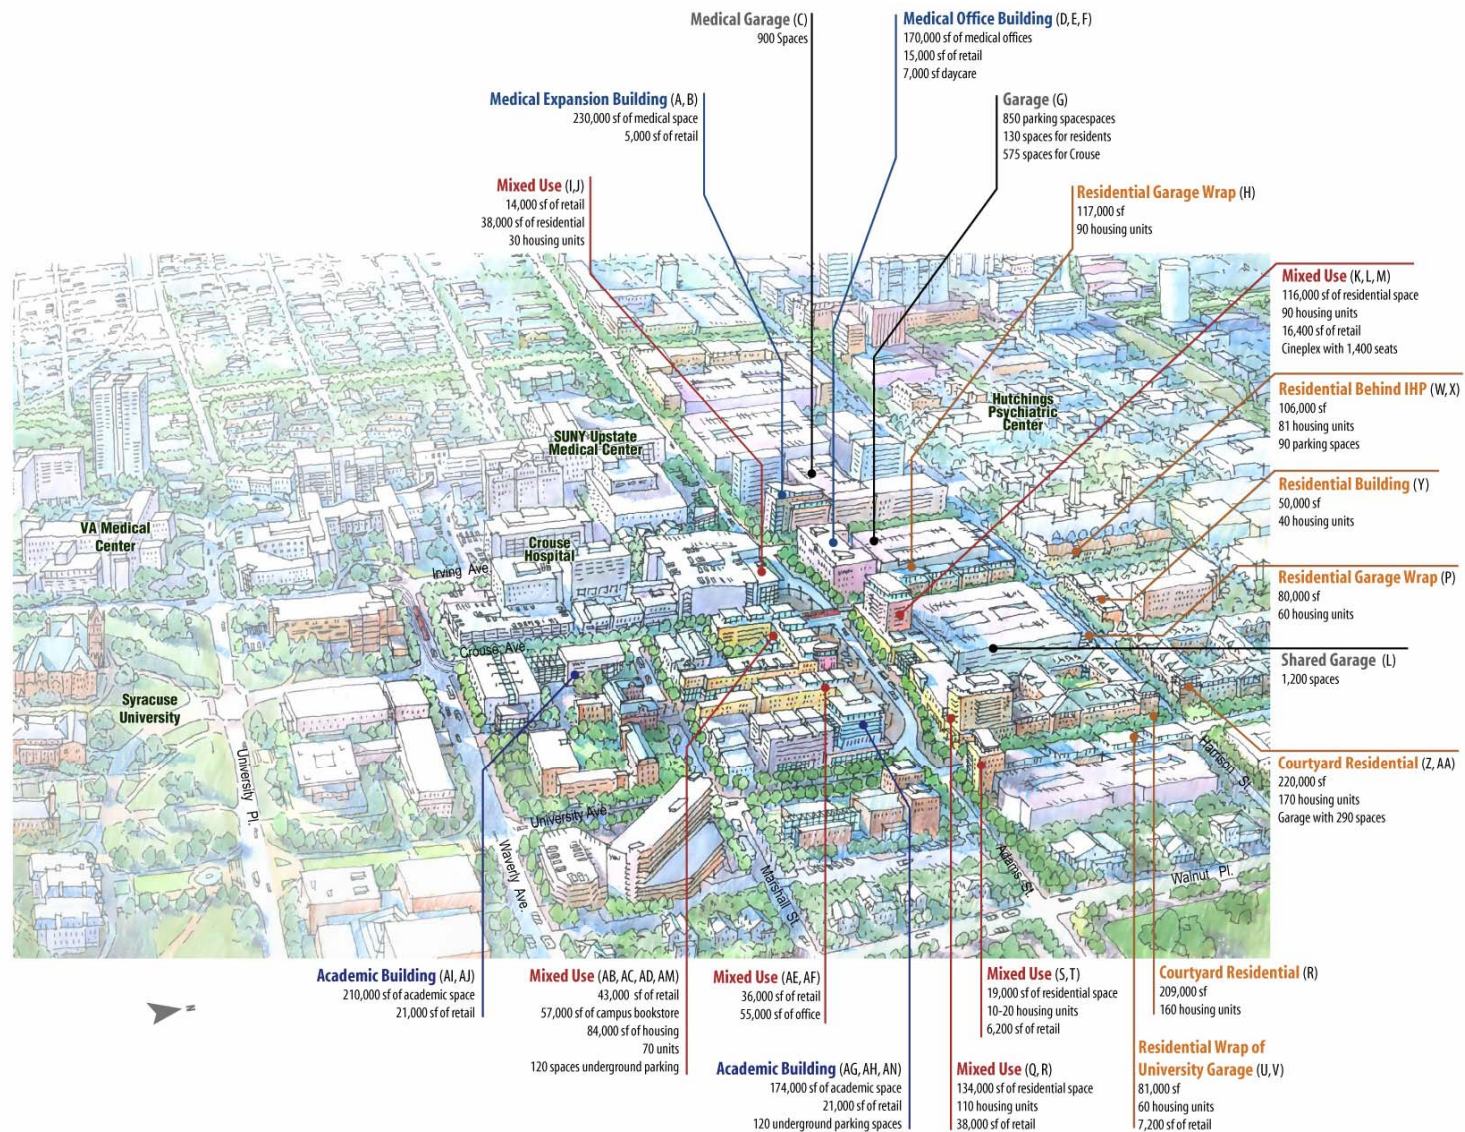 Medical Garage (C)
900 Spaces
Medical Office Building (D, E, F)
170,000 sf of medical offices
15,000 sf of retail
7,000 sf daycare
Medical Expansion Building (A, B)
230,000 sf of medical space
5,000 sf of retail
Garage (G)
850 parking spacespaces
130 spaces for residents
575 spaces for Crouse
Mixed Use (I,J)
14,000 sf of retail
38,000 sf of residential
30 housing units
Residential Garage Wrap (H)
117,000 sf
90 housing units
Mixed Use (K, L, M)
116,000 sf of residential space
90 housing units
16,400 sf of retail
Cineplex with 1,400 seats
Residential Behind IHP (W, X)
106,000 sf
81 housing units
90 parking spaces
Residential Building (Y)
50,000 sf
40 housing units
Residential Garage Wrap (P)
80,000 sf
60 housing units
Shared Garage (L)
1,200 spaces
Courtyard Residential (Z, AA)
220,000 sf
170 housing units
Garage with 290 spaces
Hutchings
Psychiatric
Center
SUNY Upstate
Medical Center
VA Medical
Center
Crouse
Hospital
Irving Ave
Crouse Ave
Syracuse
University
University Pl.
University Ave
Waverly Ave.
Marshall St.
Adams St.
Harrison St.
Walnut Pl.
N
Academic Building (AI, AJ)
210,000 sf of academic space
21,000 sf of retail
Mixed Use (AB, AC, AD, AM)
43,000 sf of retail
57,000 sf of campus bookstore
84,000 sf of housing
70 units
120 spaces underground parking
Mixed Use (AE, AF)
36,000 sf of retail
55,000 sf of office
Academic Building (AG, AH, AN)
174,000 sf of academic space
21,000 sf of retail
120 underground parking spaces
Mixed Use (S, T)
19,000 sf of residential space
10-20 housing units
6,200 sf of retail
Mixed Use (Q, R)
134,000 sf of residential space
110 housing units
38,000 sf of retail
Courtyard Residential (R)
209,000 sf
160 housing units
Residential Wrap of
University Garage (U, V)
81,000 sf
60 housing units
7,200 sf of retail